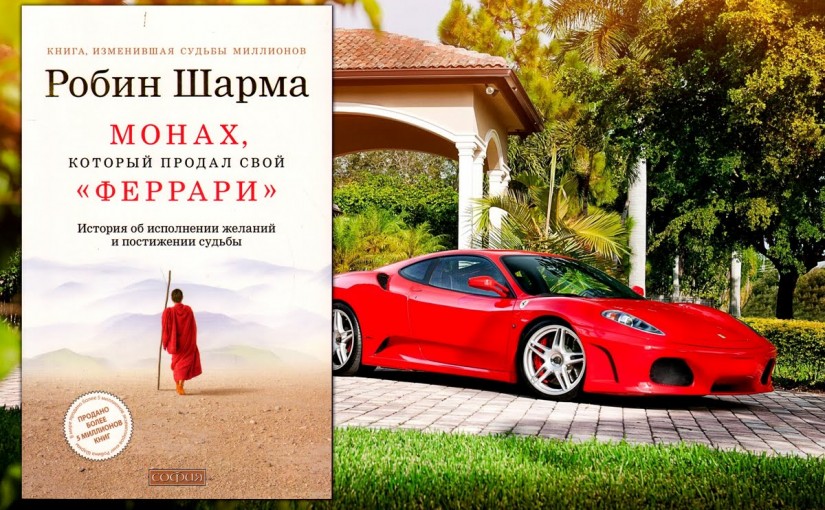 КНИГА, ИЗМЕНИВШАЯ СУДЬБЫ МИЛЛИОНОВ
Робин Шарма
МОНАХ,
КОТОРЫЙ ПРОДАЛ СВОЙ
«ФЕРРАРИ»
История об исполнении желаний
и постижении судьбы
ПРОДАНО
БОЛЕЕ
5 МИЛЛИОНОВ
КНИГ
СОФИЯ